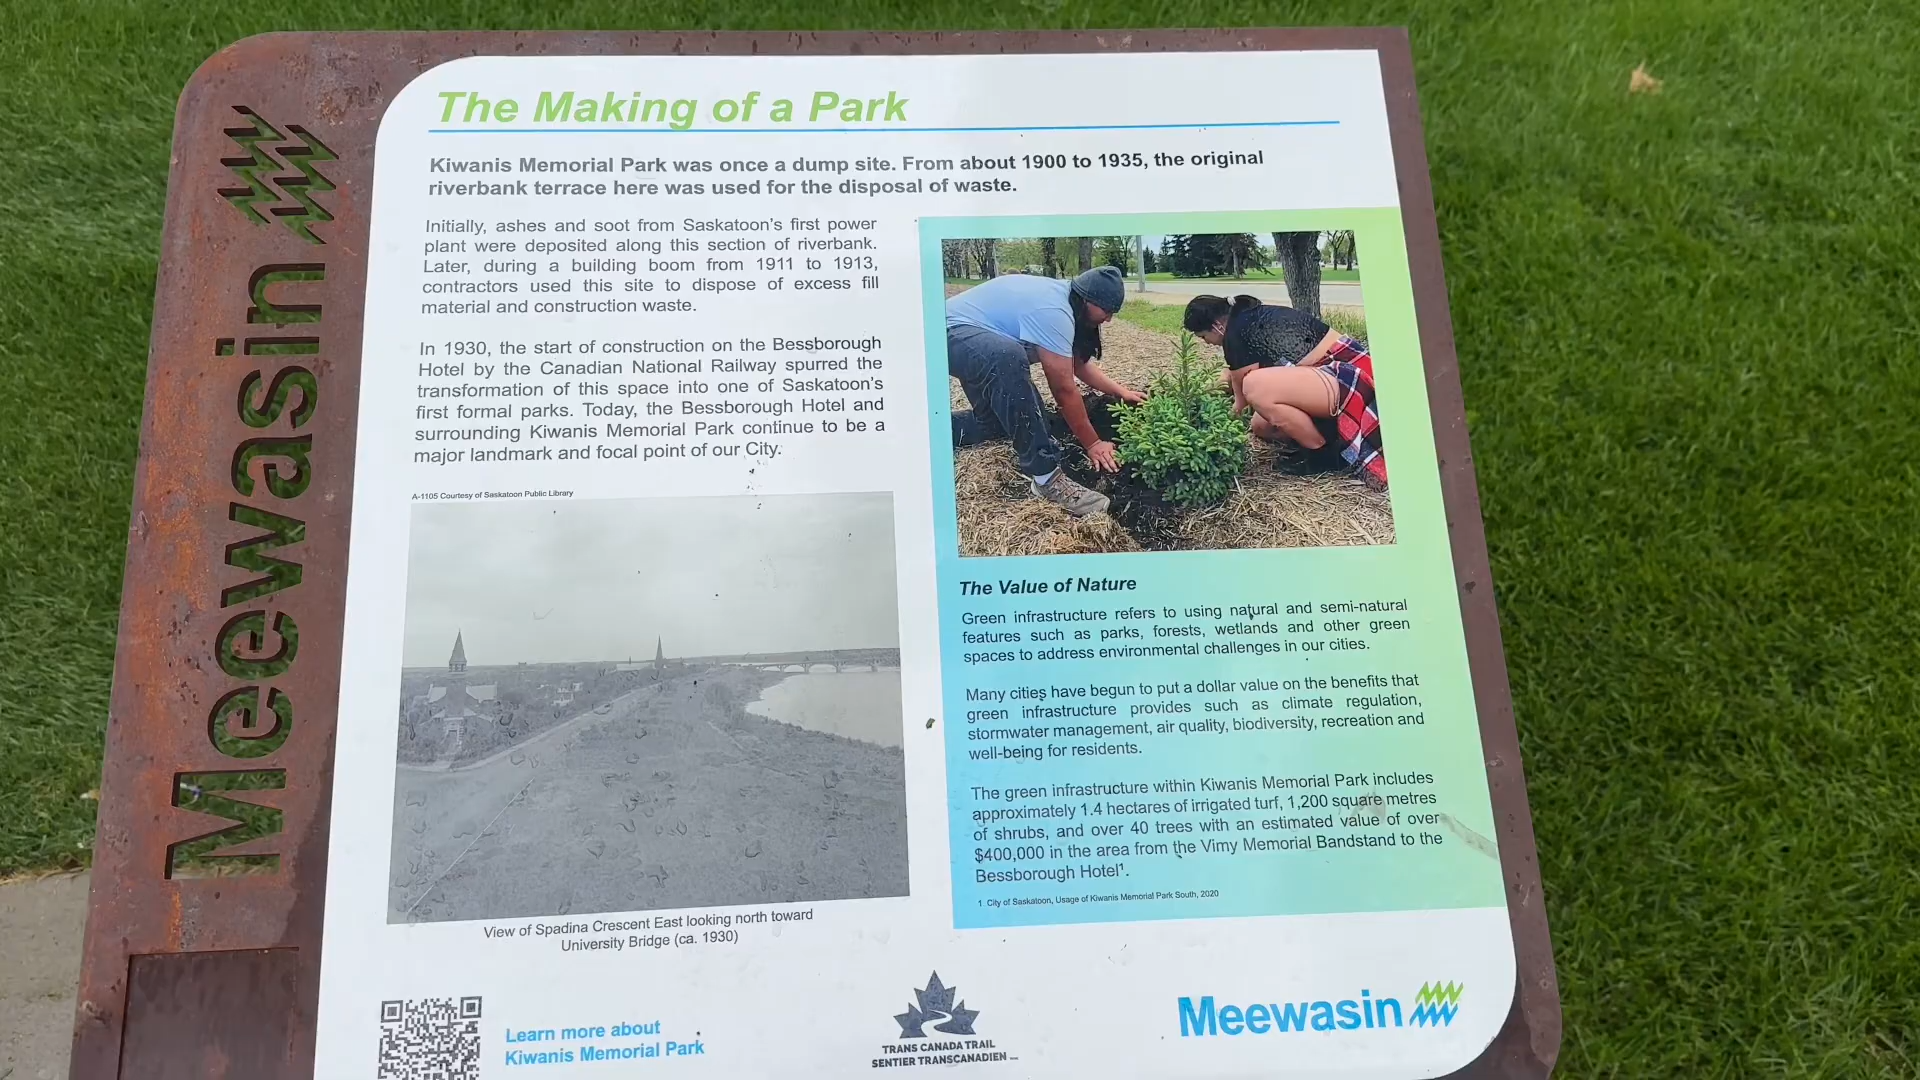 Meewasin
The Making of a Park
Kiwanis Memorial Park was once a dump site. From about 1900 to 1935, the original
riverbank terrace here was used for the disposal of waste.
Initially, ashes and soot from Saskatoon's first power
plant were deposited along this section of riverbank.
Later, during a building boom from 1911 to 1913,
contractors used this site to dispose of excess fill
material and construction waste.
In 1930, the start of construction on the Bessborough
Hotel by the Canadian National Railway spurred the
transformation of this space into one of Saskatoon's
first formal parks. Today, the Bessborough Hotel and
surrounding Kiwanis Memorial Park continue to be a
major landmark and focal point of our City.
A-1105 Courtesy of Saskatoon Public Library
View of Spadina Crescent East looking north toward
University Bridge (ca. 1930)
The Value of Nature
Green infrastructure refers to using natural and semi-natural
features such as parks, forests, wetlands and other green
spaces to address environmental challenges in our cities.
Many cities have begun to put a dollar value on the benefits that
green infrastructure provides such as climate regulation,
stormwater management, air quality, biodiversity, recreation and
well-being for residents.
The green infrastructure within Kiwanis Memorial Park includes
approximately 1.4 hectares of irrigated turf, 1,200 square metres
of shrubs, and over 40 trees with an estimated value of over
$400,000 in the area from the Vimy Memorial Bandstand to the
Bessborough Hotel¹.
1. City of Saskatoon, Usage of Kiwanis Memorial Park South, 2020
Learn more about
Kiwanis Memorial Park
TRANS CANADA TRAIL
SENTIER TRANSCANADIEN
Meewasin